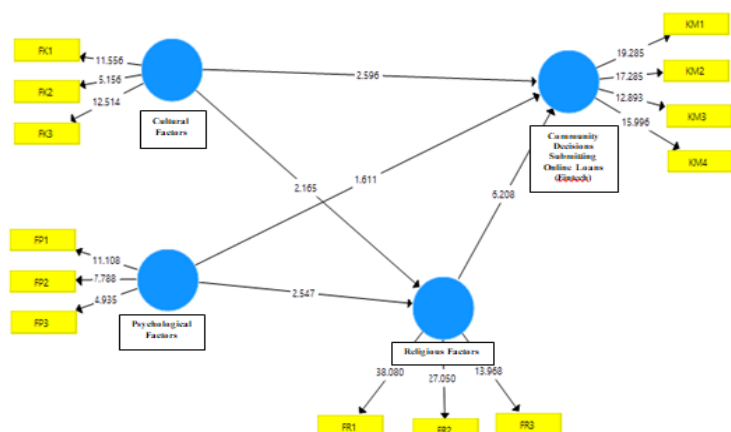 KM1
FK1
11.556
19.285
FK2
5.156
2.596
17.285
KM2
12.514
12.893
FK3
KM3
15.996
Cultural
Factors
Community
Decisions
Submitting
Online Loans
(Fintech)
KM4
2.165
1.611
6.208
FP1
11.108
FP2
7.788
2.547
4.935
FP3
Psychological
Factors
Religious Factors
38.080
27.050
13.968
FR1
FR2
FR3